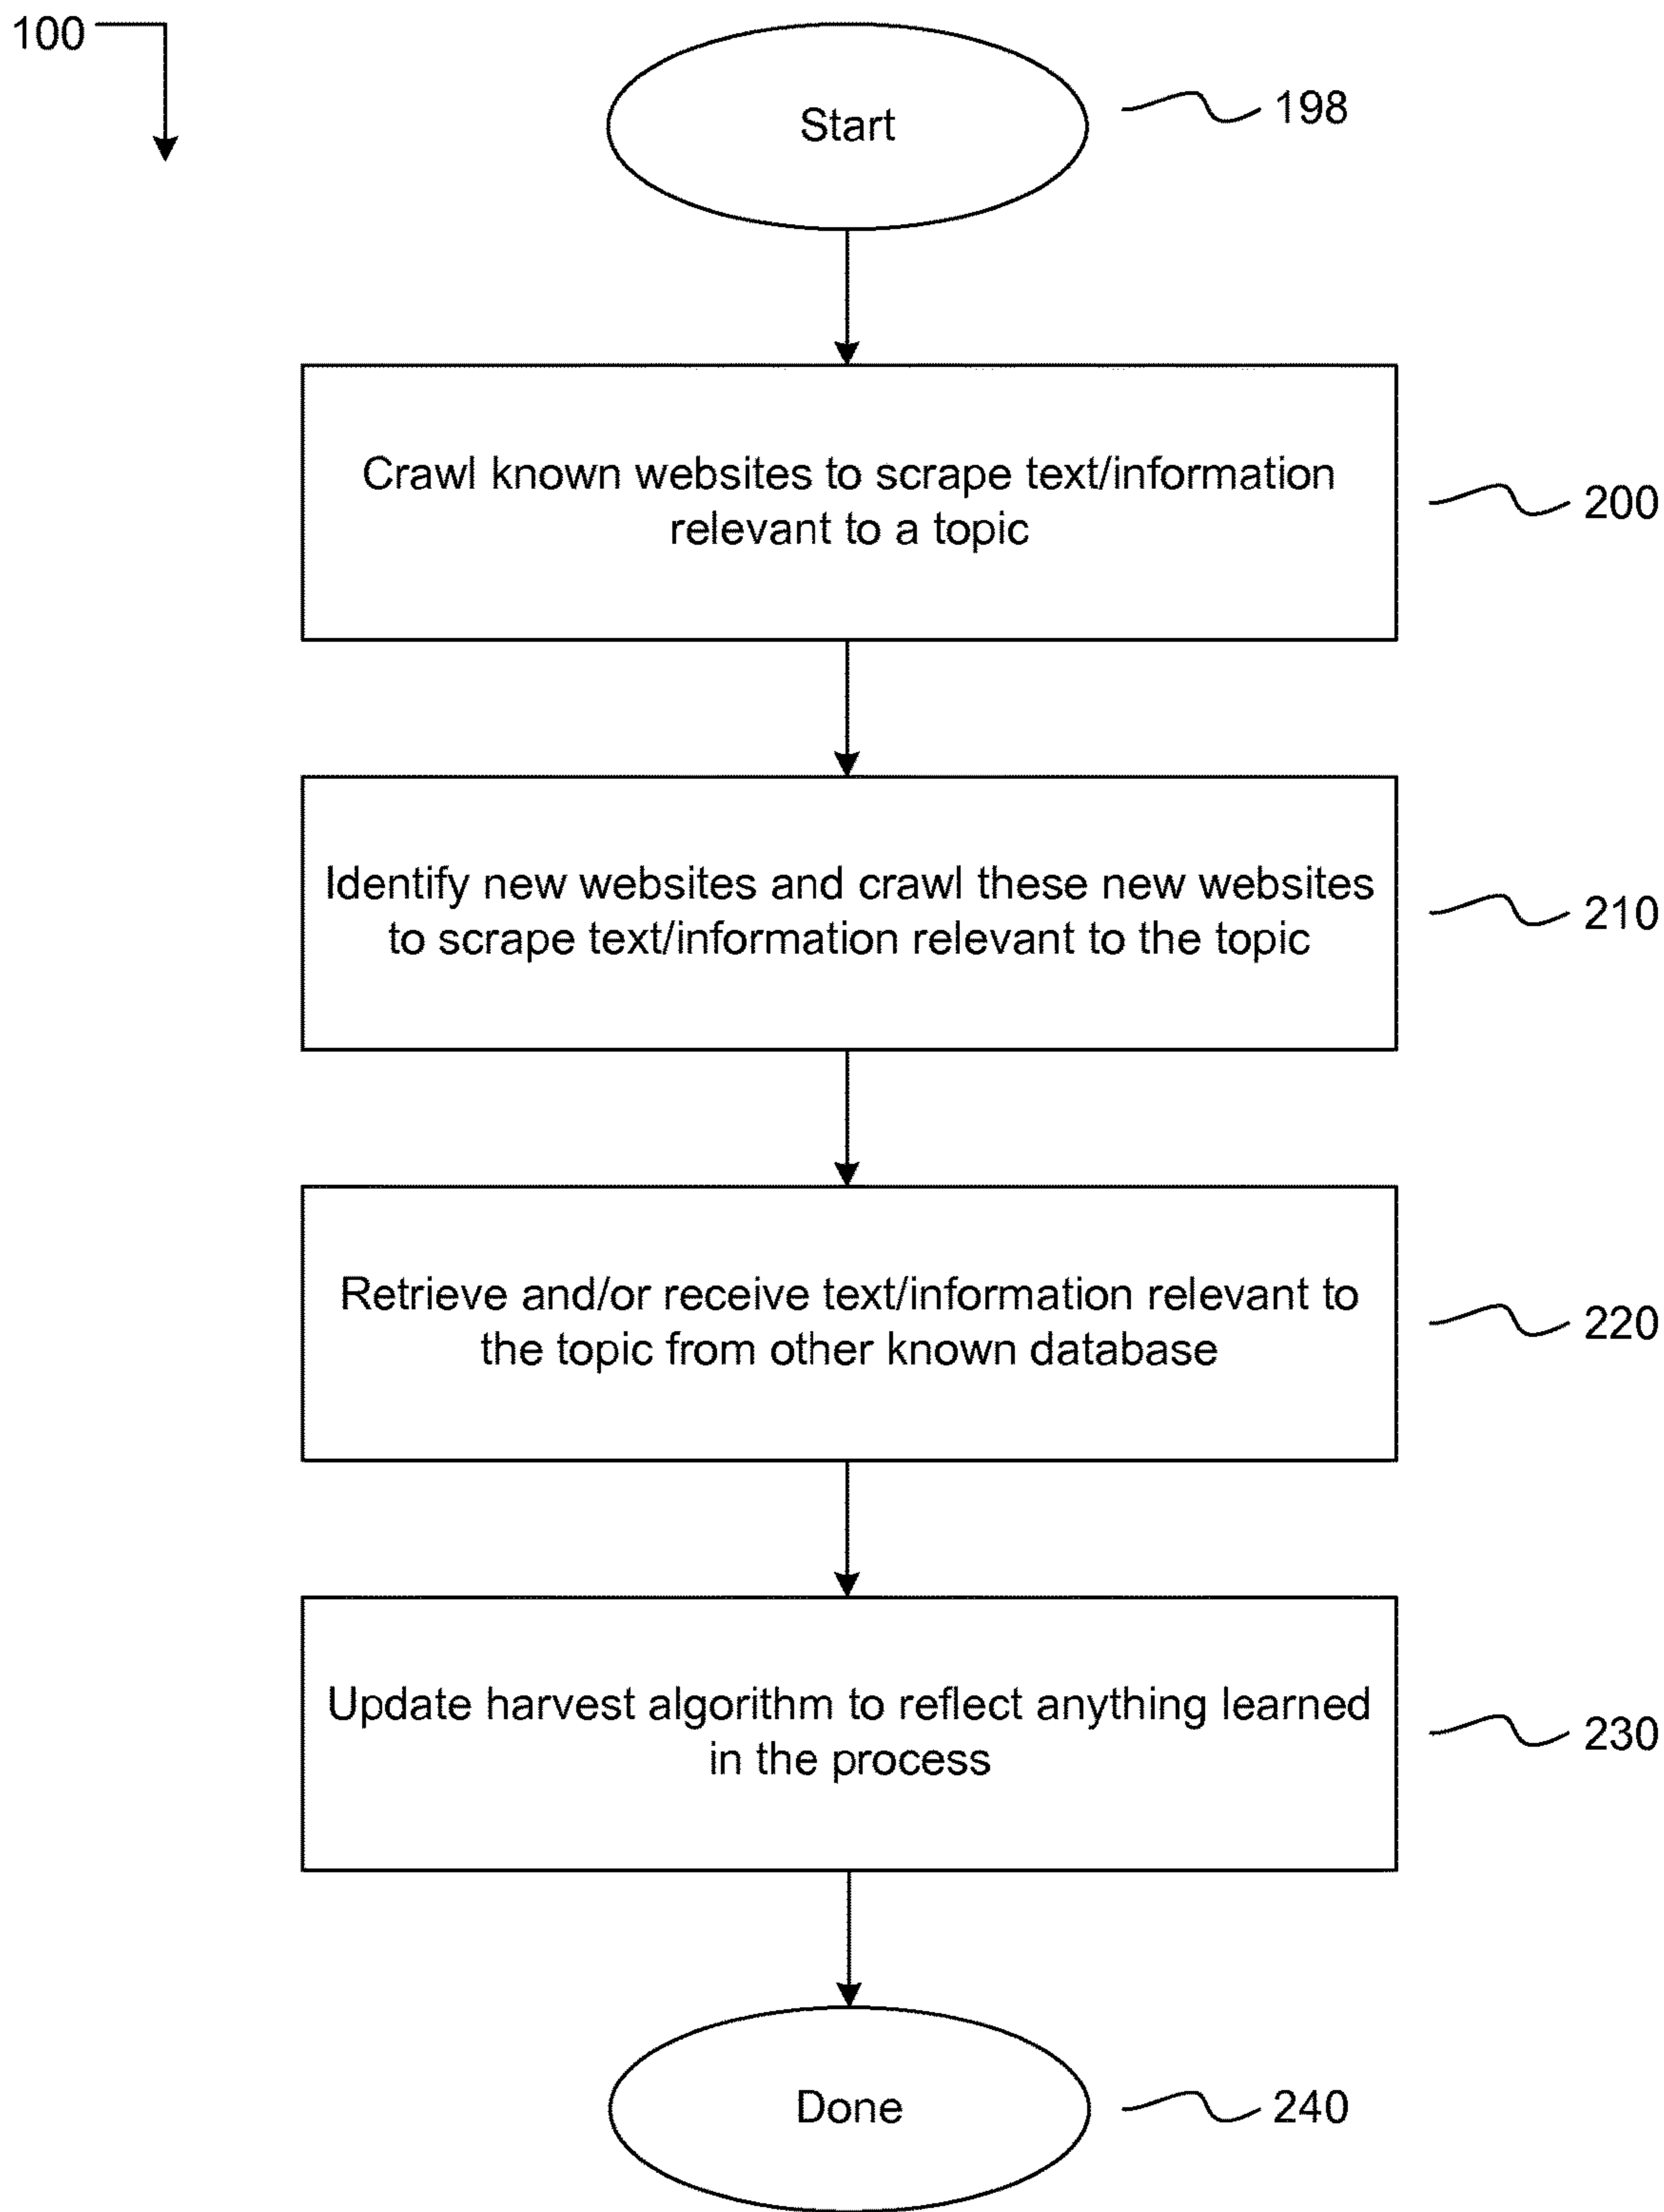 100
Start
198
Crawl known websites to scrape text/information
relevant to a topic
200
Identify new websites and crawl these new websites
to scrape text/information relevant to the topic
210
Retrieve and/or receive text/information relevant to
the topic from other known database
220
Update harvest algorithm to reflect anything learned
in the process
230
Done
240